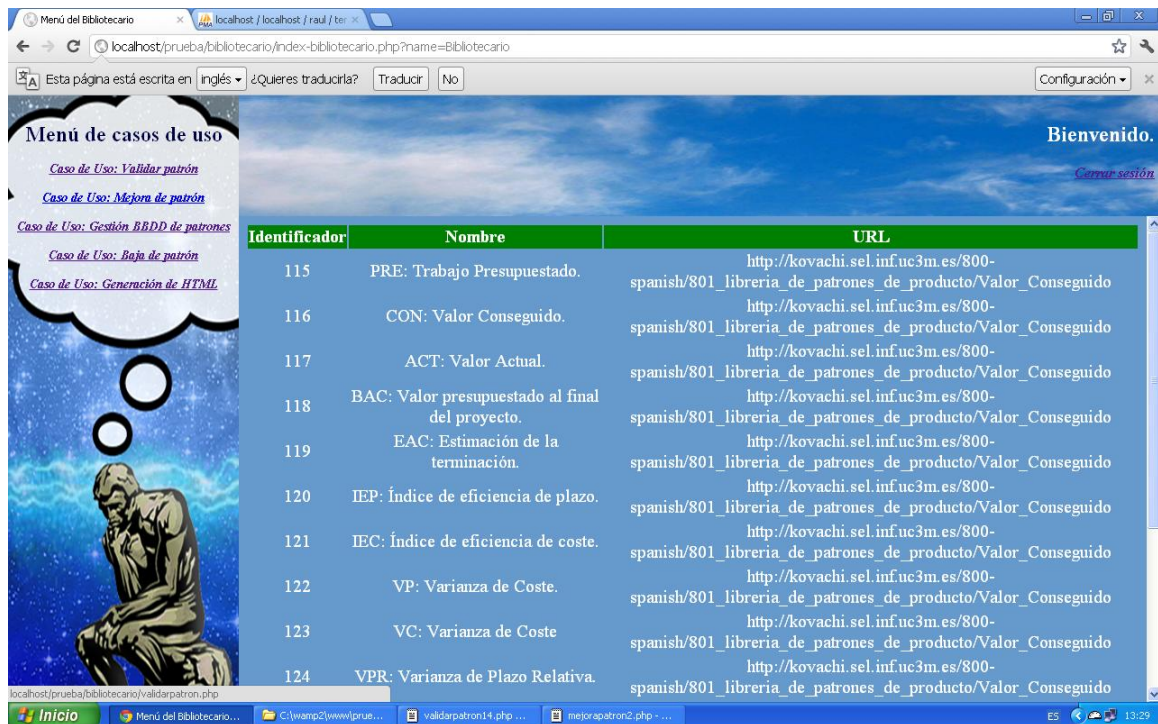 Menú del Bibliotecario
localhost / localhost / raul / ter
localhost/prueba/bibliotecario/index-bibliotecario.php?name=Bibliotecario
Esta página está escrita en inglés ¿Quieres traducirla? Traducir No Configuración
Menú de casos de uso
Caso de Uso: Validar patrón
Caso de Uso: Mejora de patrón
Caso de Uso: Gestión BBDD de patrones
Caso de Uso: Baja de patrón
Caso de Uso: Generación de HTML
Bienvenido.
Cerrar sesión
Identificador Nombre URL
115 PRE: Trabajo Presupuestado. http://kovachi.sel.inf.uc3m.es/800-
spanish/801_libreria_de_patrones_de_producto/Valor_Conseguido
116 CON: Valor Conseguido. http://kovachi.sel.inf.uc3m.es/800-
spanish/801_libreria_de_patrones_de_producto/Valor_Conseguido
117 ACT: Valor Actual. http://kovachi.sel.inf.uc3m.es/800-
spanish/801_libreria_de_patrones_de_producto/Valor_Conseguido
118 BAC: Valor presupuestado al final http://kovachi.sel.inf.uc3m.es/800-
del proyecto. spanish/801_libreria_de_patrones_de_producto/Valor_Conseguido
119 EAC: Estimación de la http://kovachi.sel.inf.uc3m.es/800-
terminación. spanish/801_libreria_de_patrones_de_producto/Valor_Conseguido
120 IEP: Índice de eficiencia de plazo. http://kovachi.sel.inf.uc3m.es/800-
spanish/801_libreria_de_patrones_de_producto/Valor_Conseguido
121 IEC: Índice de eficiencia de coste. http://kovachi.sel.inf.uc3m.es/800-
spanish/801_libreria_de_patrones_de_producto/Valor_Conseguido
122 VP: Varianza de Coste. http://kovachi.sel.inf.uc3m.es/800-
spanish/801_libreria_de_patrones_de_producto/Valor_Conseguido
123 VC: Varianza de Coste http://kovachi.sel.inf.uc3m.es/800-
spanish/801_libreria_de_patrones_de_producto/Valor_Conseguido
124 VPR: Varianza de Plazo Relativa. http://kovachi.sel.inf.uc3m.es/800-
spanish/801_libreria_de_patrones_de_producto/Valor_Conseguido
localhost/prueba/bibliotecario/validarpatron.php
Inicio Menú del Bibliotecario... C:\wamp2\www\prue... validarpatron14.php ... mejorapatron2.php - ... ES 13:29